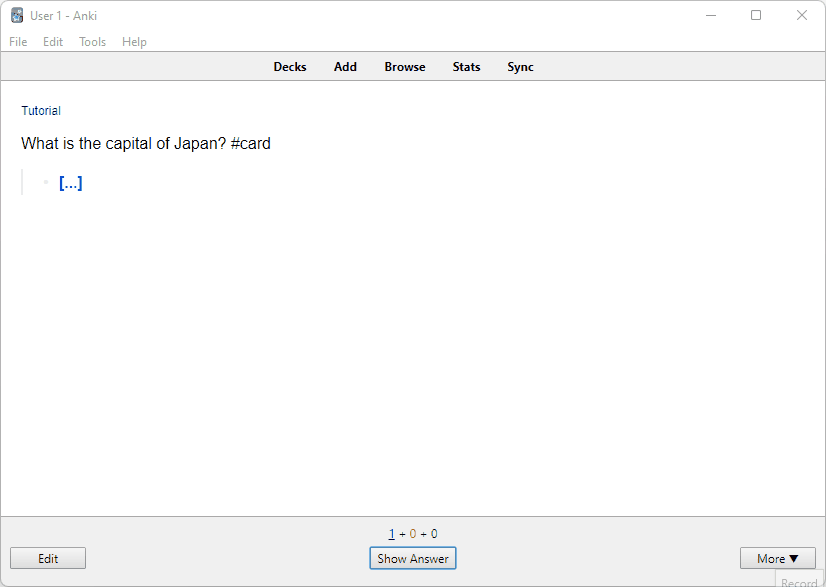 User 1 - Anki
File Edit Tools Help
Decks Add Browse Stats Sync
Tutorial
What is the capital of Japan? #card
[...]
1 + 0 + 0
Edit Show Answer More ▼
Record